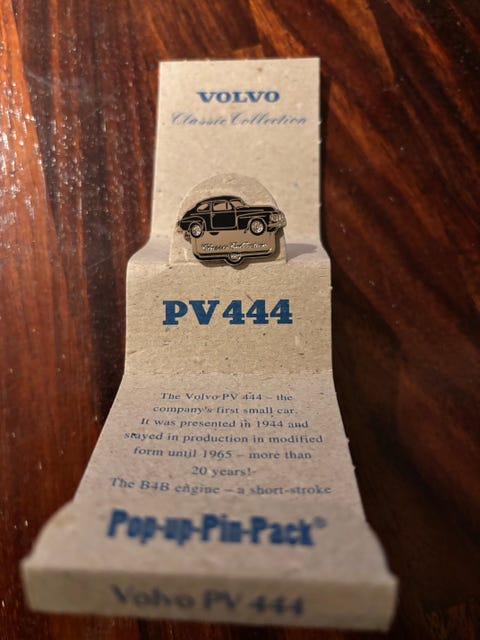 VOLVO
Classic Collection
Classic Collection
PV444
The Volvo PV 444 – the
company's first small car.
It was presented in 1944 and
stayed in production in modified
form until 1965 – more than
20 years!
The B4B engine – a short-stroke
Pop-up-Pin-Pack®
Volvo PV 444